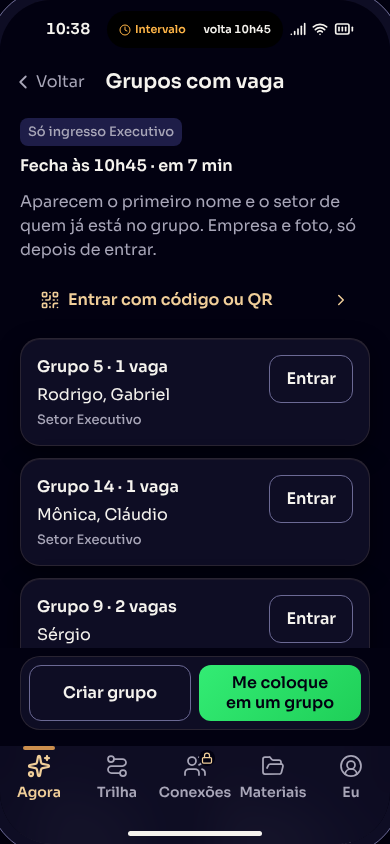 10:38
Intervalo volta 10h45
Voltar
Grupos com vaga
Só ingresso Executivo
Fecha às 10h45 · em 7 min
Aparecem o primeiro nome e o setor de
quem já está no grupo. Empresa e foto, só
depois de entrar.
Entrar com código ou QR
Grupo 5 · 1 vaga
Rodrigo, Gabriel
Setor Executivo
Entrar
Grupo 14 · 1 vaga
Mônica, Cláudio
Setor Executivo
Entrar
Grupo 9 · 2 vagas
Sérgio
Entrar
Criar grupo
Me coloque
em um grupo
Agora
Trilha
Conexões
Materiais
Eu